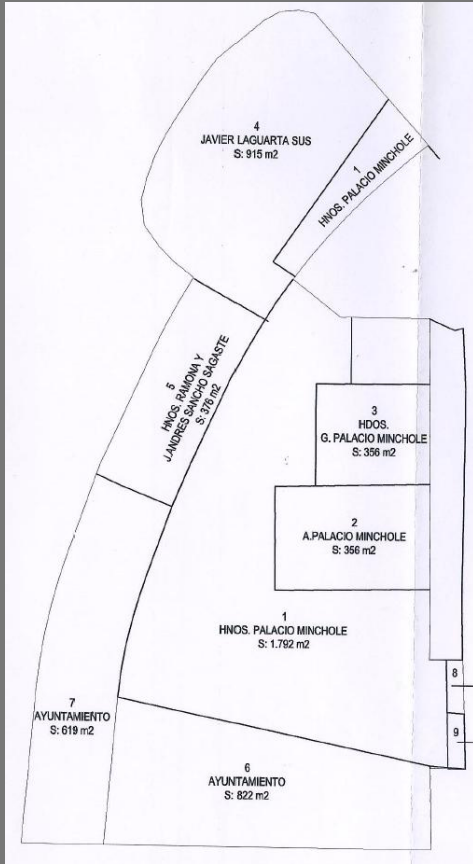 4
JAVIER LAGUARTA SUS
S: 915 m2
1
HNOS. PALACIO MINCHOLE
5
HNOS. RAMONA Y
J.ANDRES SANCHO SAGASTE
S: 376 m2
3
HDOS.
G. PALACIO MINCHOLE
S: 356 m2
2
A.PALACIO MINCHOLE
S: 356 m2
1
HNOS. PALACIO MINCHOLE
S: 1.792 m2
8
9
7
AYUNTAMIENTO
S: 619 m2
6
AYUNTAMIENTO
S: 822 m2